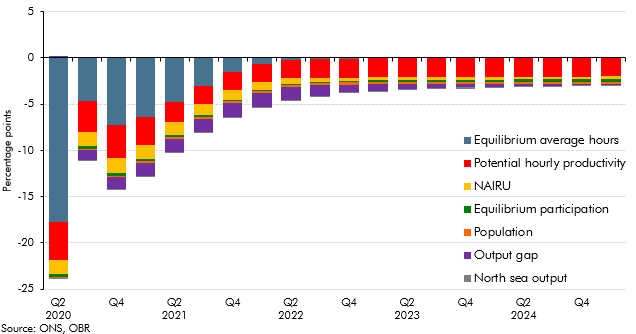 5
0
-5
-10
-15
-20
-25
Percentage points
Equilibrium average hours
Potential hourly productivity
NAIRU
Equilibrium participation
Population
Output gap
North sea output
Q2 Q4 Q2 Q4 Q2 Q4 Q2 Q4 Q2 Q4
2020 2021 2022 2023 2024
Source: ONS, OBR